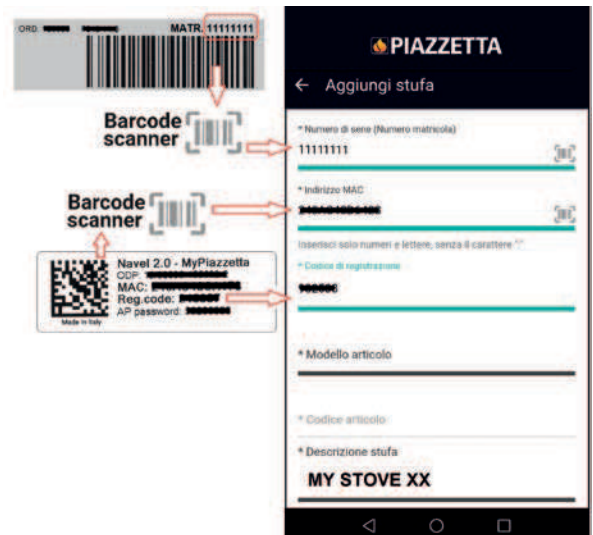 ORD.
MATR. 11111111
Barcode
scanner
Barcode
scanner
Navel 2.0 - MyPiazzetta
ODP:
MAC:
Reg.code:
AP password:
Made in Italy
PIAZZETTA
← Aggiungi stufa
* Numero di serie (Numero matricola)
11111111
* Indirizzo MAC
Inserisci solo numeri e lettere, senza il carattere ":"
* Codice di registrazione
* Modello articolo
* Codice articolo
* Descrizione stufa
MY STOVE XX